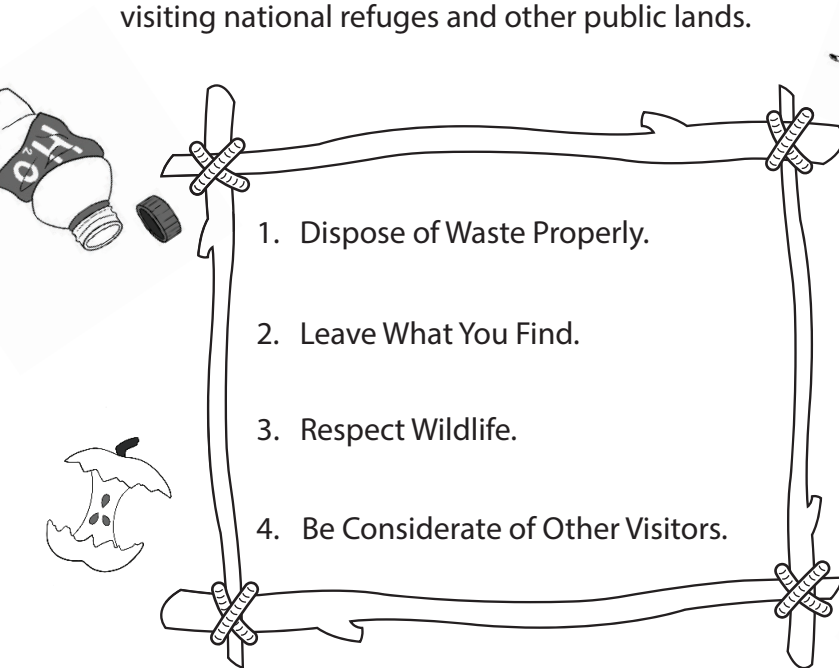 visiting national refuges and other public lands.
H₂O
1. Dispose of Waste Properly.
2. Leave What You Find.
3. Respect Wildlife.
4. Be Considerate of Other Visitors.